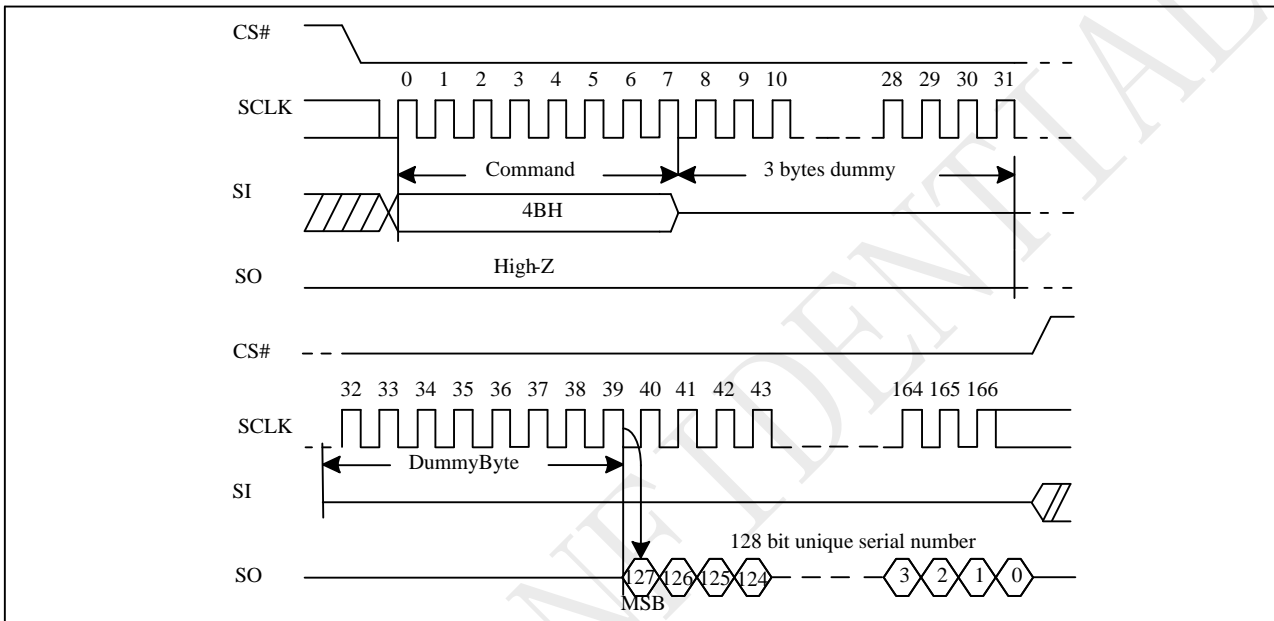 CS#
0 1 2 3 4 5 6 7 8 9 10 28 29 30 31
SCLK
Command 3 bytes dummy
SI
4BH
High-Z
SO
CS#
32 33 34 35 36 37 38 39 40 41 42 43 164 165 166
SCLK
DummyByte
SI
128 bit unique serial number
SO
127 126 125 124 3 2 1 0
MSB